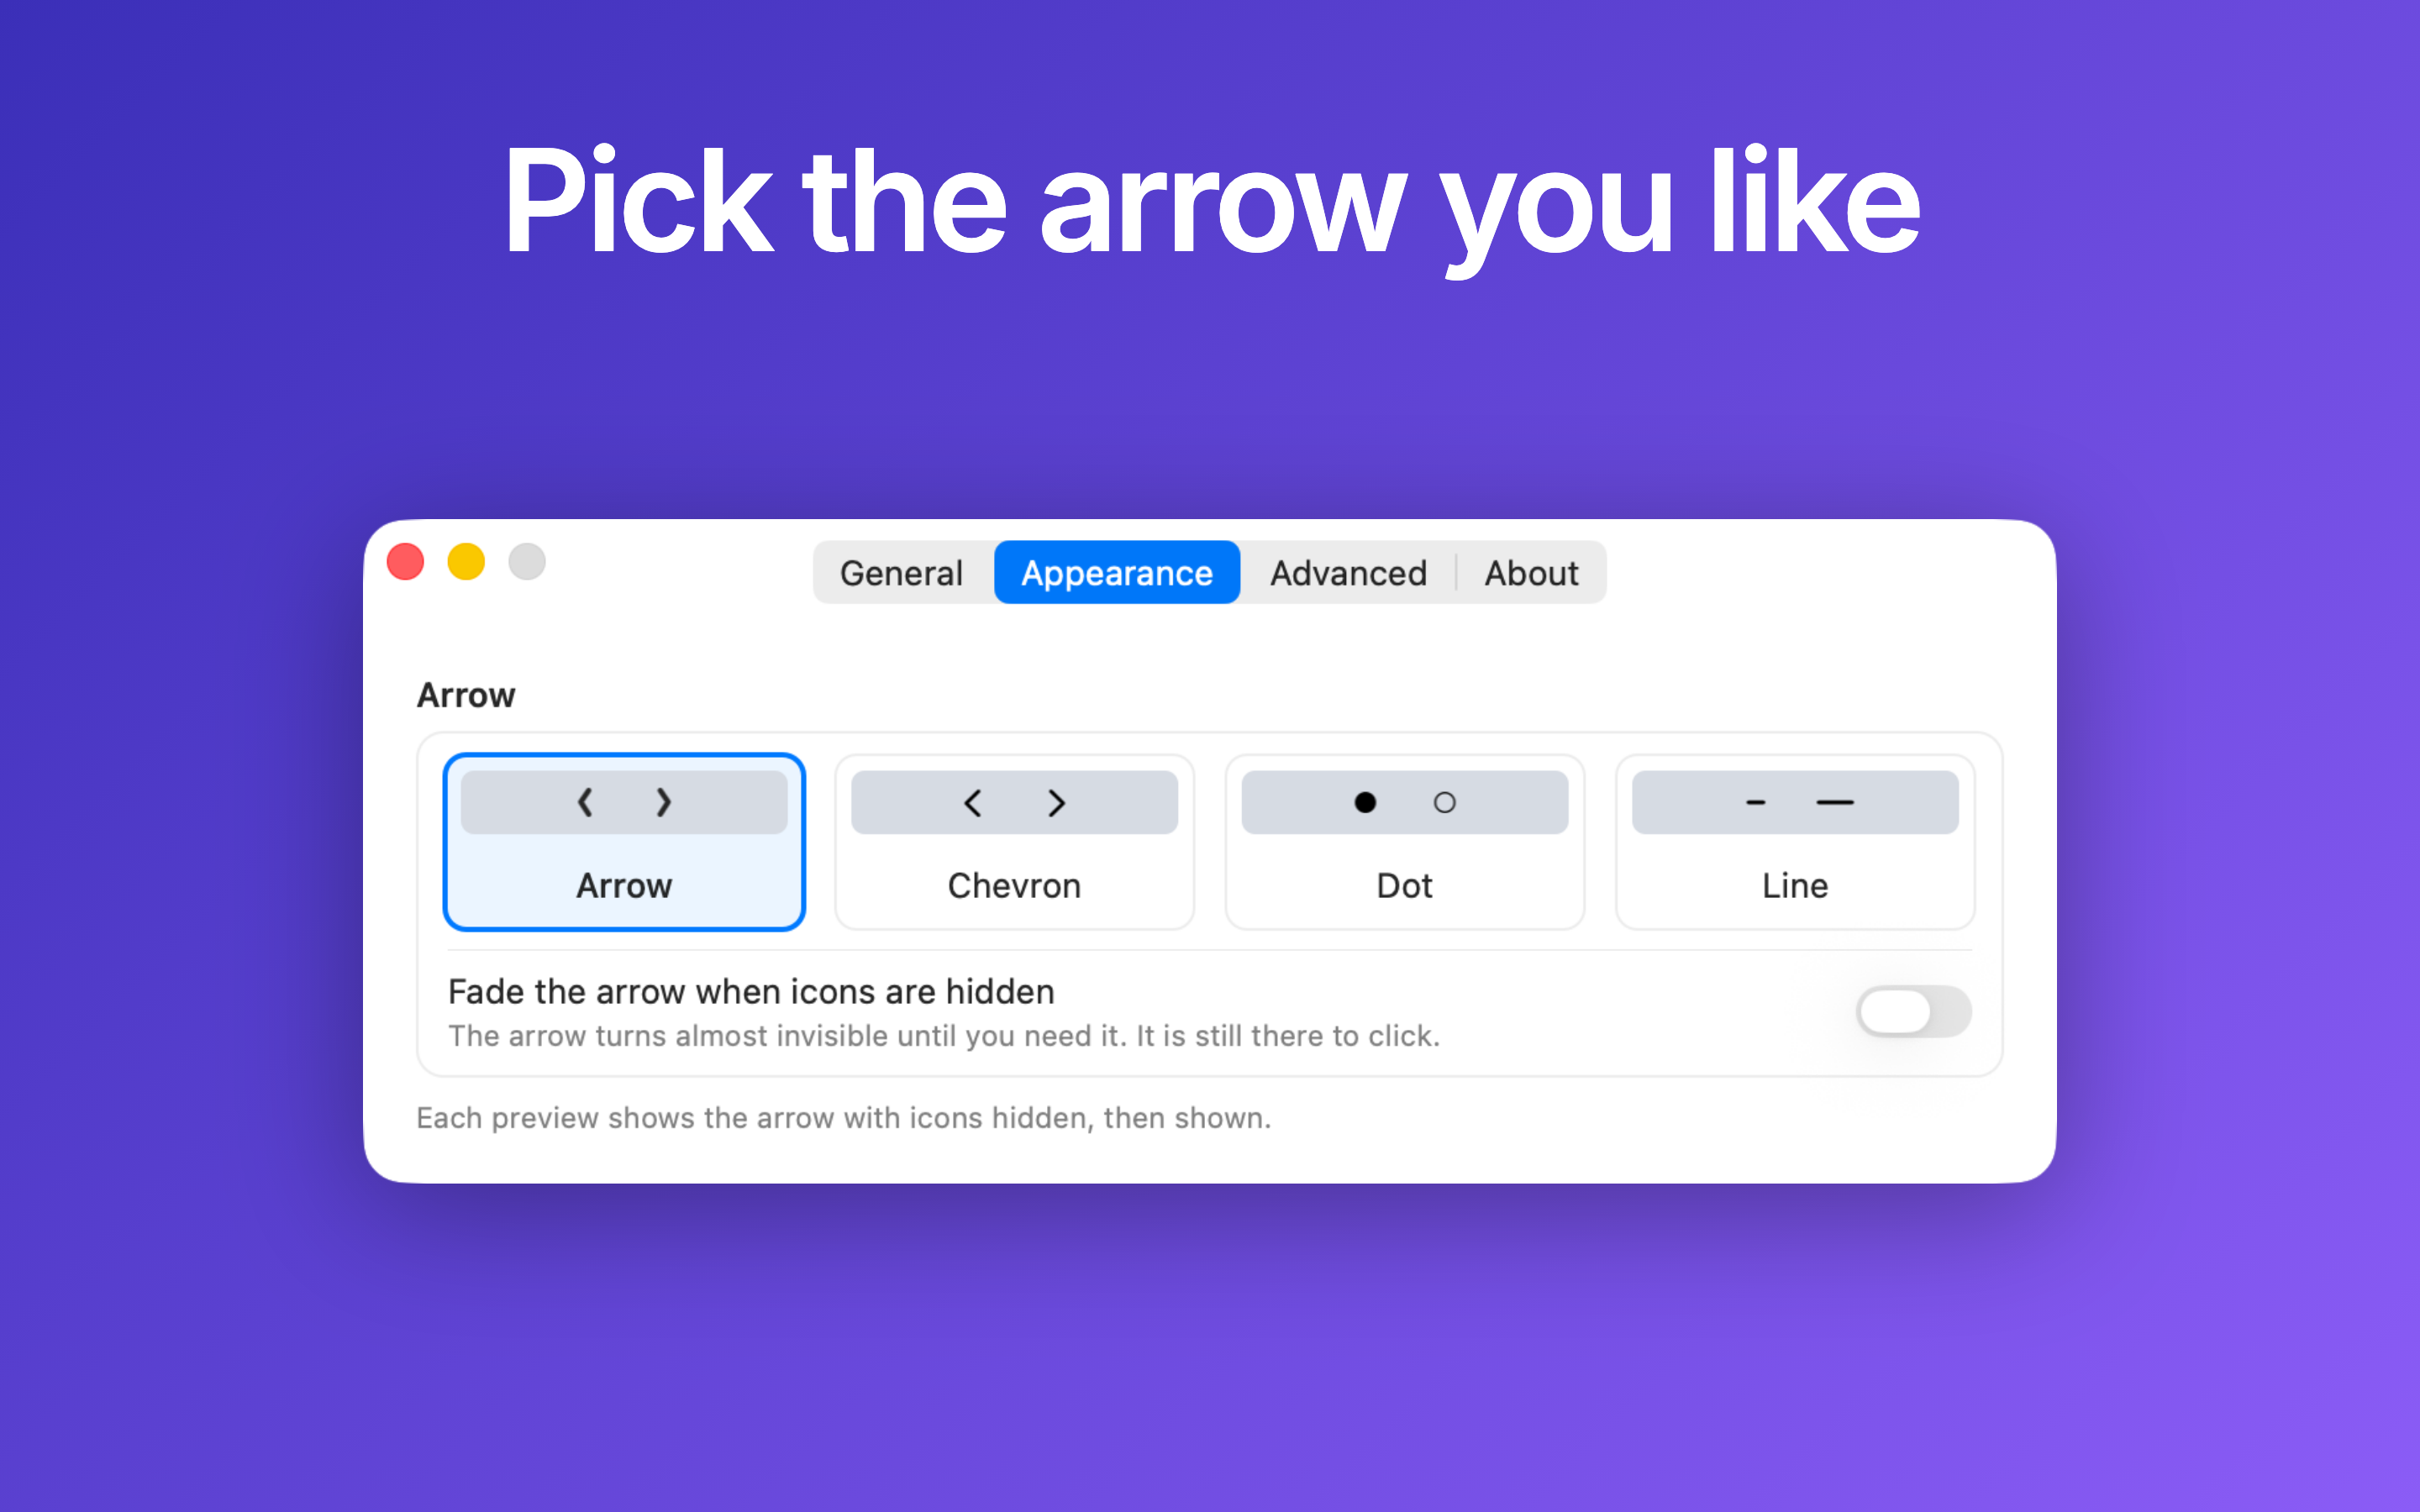 Pick the arrow you like
General Appearance Advanced About
Arrow
Arrow Chevron Dot Line
Fade the arrow when icons are hidden
The arrow turns almost invisible until you need it. It is still there to click.
Each preview shows the arrow with icons hidden, then shown.